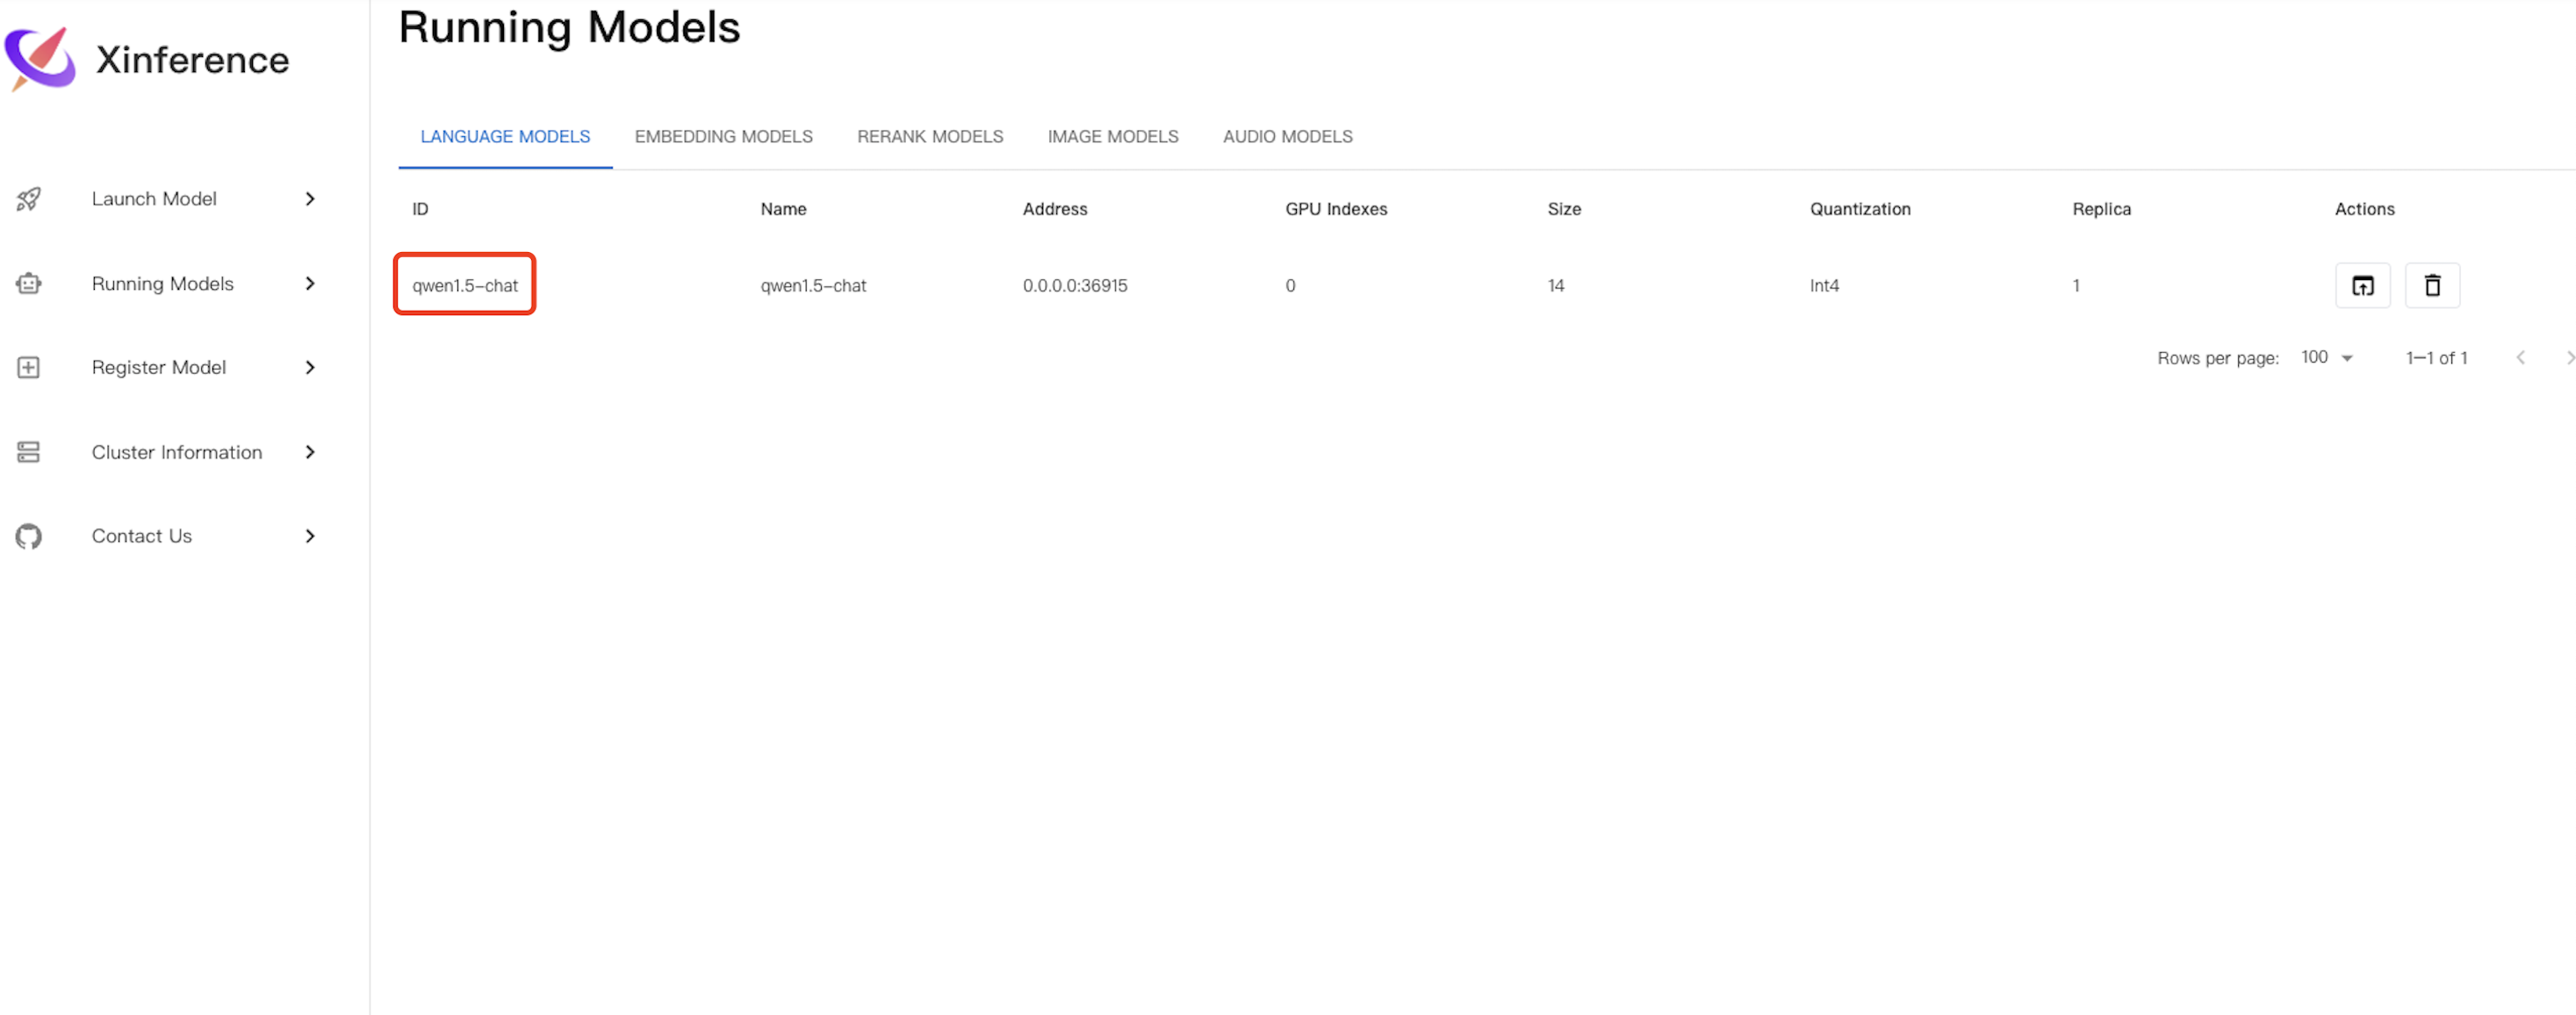 Xinference
Launch Model
Running Models
Register Model
Cluster Information
Contact Us
Running Models
LANGUAGE MODELS EMBEDDING MODELS RERANK MODELS IMAGE MODELS AUDIO MODELS
ID Name Address GPU Indexes Size Quantization Replica Actions
qwen1.5-chat qwen1.5-chat 0.0.0.0:36915 0 14 Int4 1
Rows per page: 100 1–1 of 1